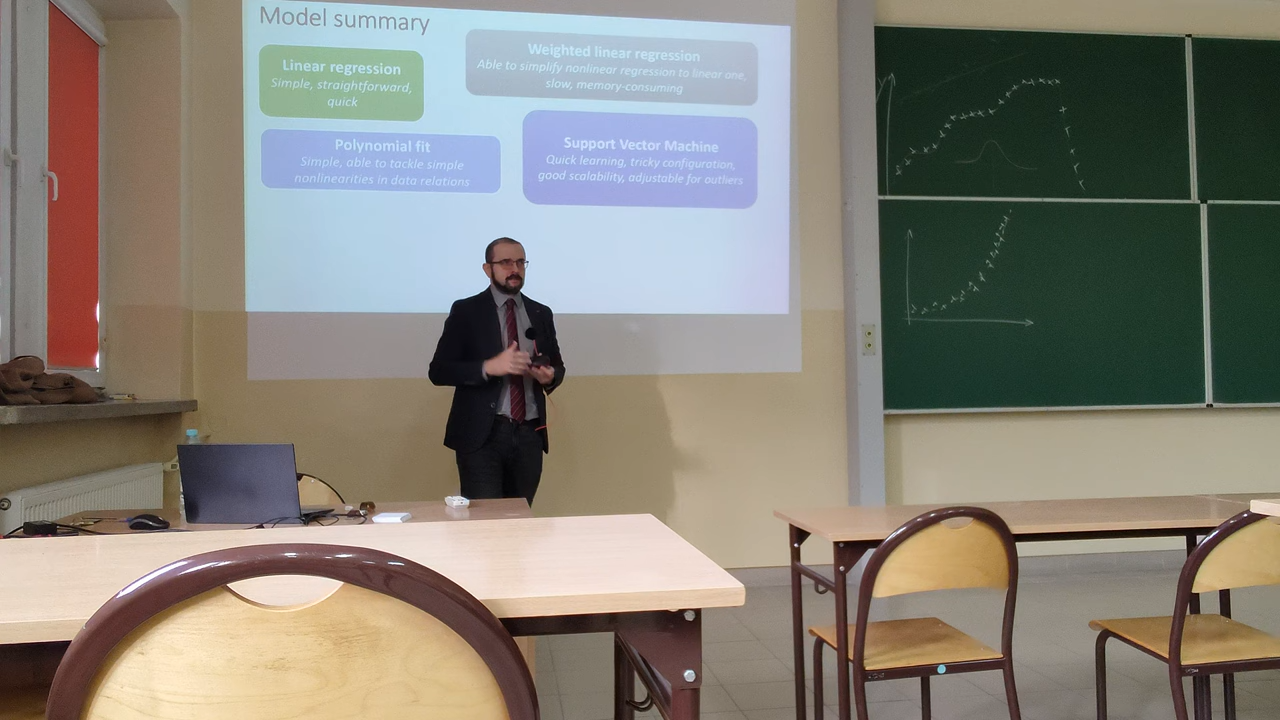 Model summary
Linear regression
Simple, straightforward,
quick
Weighted linear regression
Able to simplify nonlinear regression to linear one,
slow, memory-consuming
Polynomial fit
Simple, able to tackle simple
nonlinearities in data relations
Support Vector Machine
Quick learning, tricky configuration,
good scalability, adjustable for outliers